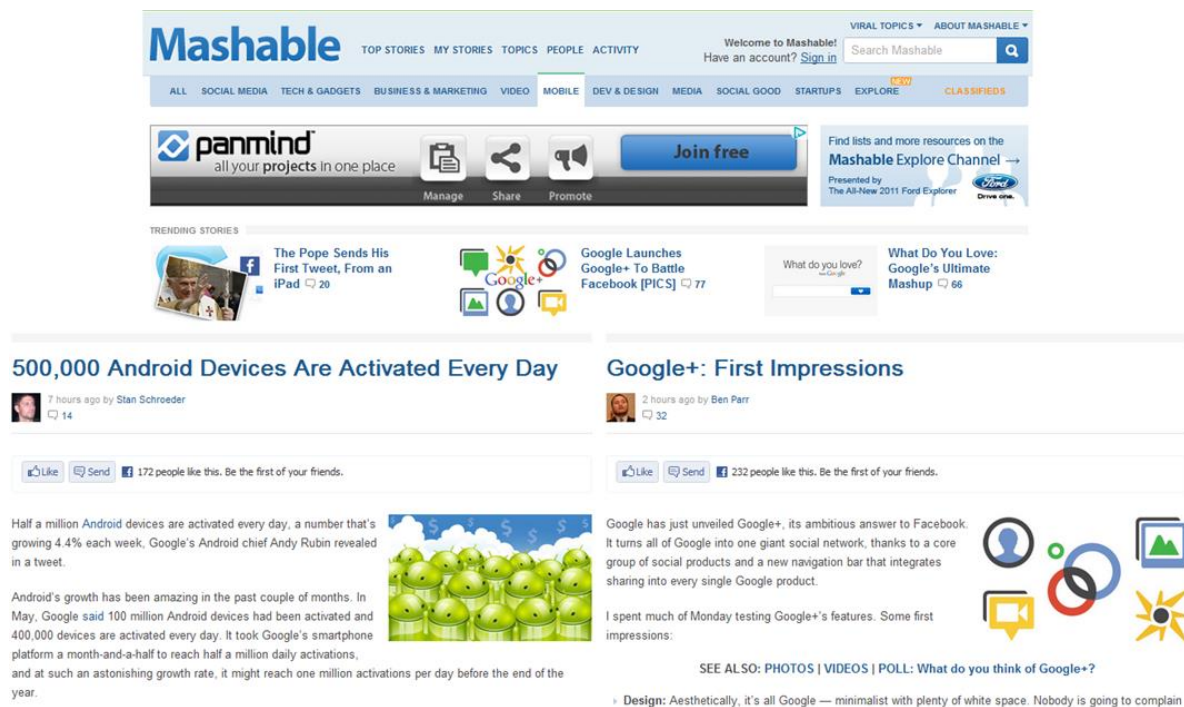 VIRAL TOPICS ABOUT MASHABLE
Mashable
TOP STORIES MY STORIES TOPICS PEOPLE ACTIVITY
Welcome to Mashable!
Have an account? Sign in
Search Mashable
NEW
ALL SOCIAL MEDIA TECH & GADGETS BUSINESS & MARKETING VIDEO MOBILE DEV & DESIGN MEDIA SOCIAL GOOD STARTUPS EXPLORE CLASSIFIEDS
panmind™
all your projects in one place
Manage
Share
Promote
Join free
Find lists and more resources on the
Mashable Explore Channel →
Presented by
The All-New 2011 Ford Explorer
Ford
Drive one.
TRENDING STORIES
The Pope Sends His
First Tweet, From an
iPad 20
Google+
Google Launches
Google+ To Battle
Facebook [PICS] 77
What do you love?
from Google
What Do You Love:
Google's Ultimate
Mashup 66
500,000 Android Devices Are Activated Every Day
7 hours ago by Stan Schroeder
14
Like Send 172 people like this. Be the first of your friends.
Half a million Android devices are activated every day, a number that's
growing 4.4% each week, Google's Android chief Andy Rubin revealed
in a tweet.
Android's growth has been amazing in the past couple of months. In
May, Google said 100 million Android devices had been activated and
400,000 devices are activated every day. It took Google's smartphone
platform a month-and-a-half to reach half a million daily activations,
and at such an astonishing growth rate, it might reach one million activations per day before the end of the
year.
Google+: First Impressions
2 hours ago by Ben Parr
32
Like Send 232 people like this. Be the first of your friends.
Google has just unveiled Google+, its ambitious answer to Facebook.
It turns all of Google into one giant social network, thanks to a core
group of social products and a new navigation bar that integrates
sharing into every single Google product.
I spent much of Monday testing Google+'s features. Some first
impressions:
SEE ALSO: PHOTOS | VIDEOS | POLL: What do you think of Google+?
Design: Aesthetically, it's all Google — minimalist with plenty of white space. Nobody is going to complain